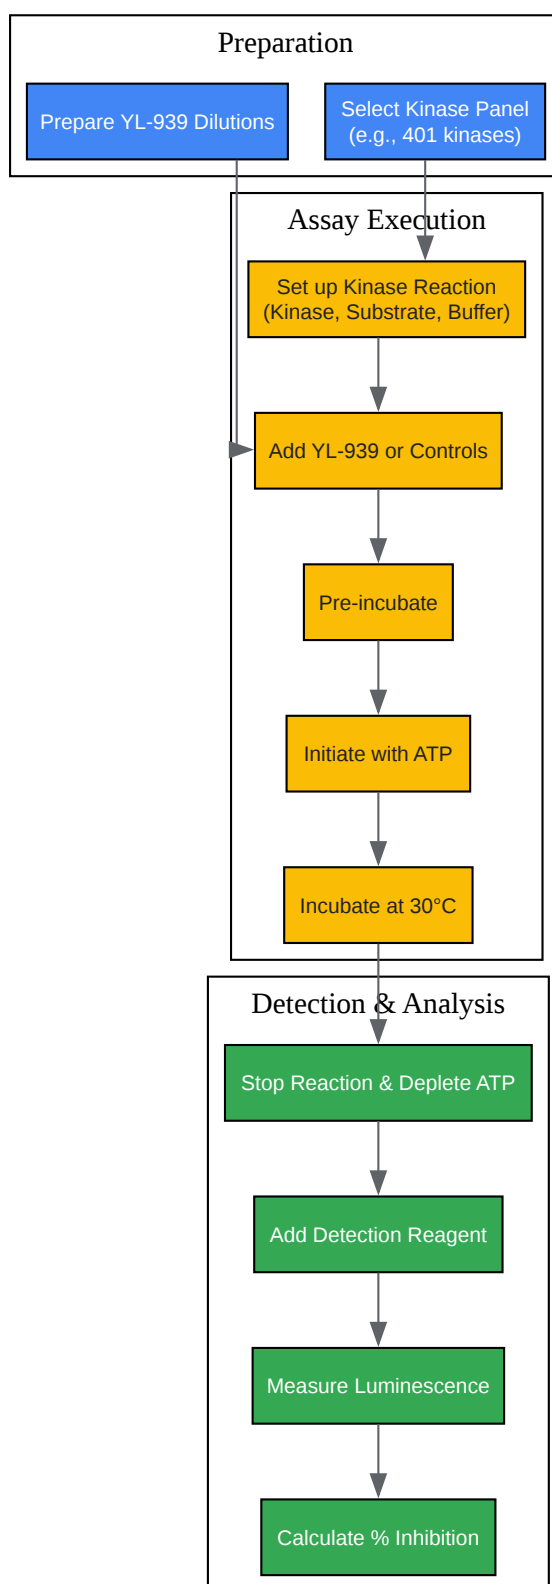 Preparation
Prepare YL-939 Dilutions
Select Kinase Panel
(e.g., 401 kinases)
Assay Execution
Set up Kinase Reaction
(Kinase, Substrate, Buffer)
Add YL-939 or Controls
Pre-incubate
Initiate with ATP
Incubate at 30°C
Detection & Analysis
Stop Reaction & Deplete ATP
Add Detection Reagent
Measure Luminescence
Calculate % Inhibition